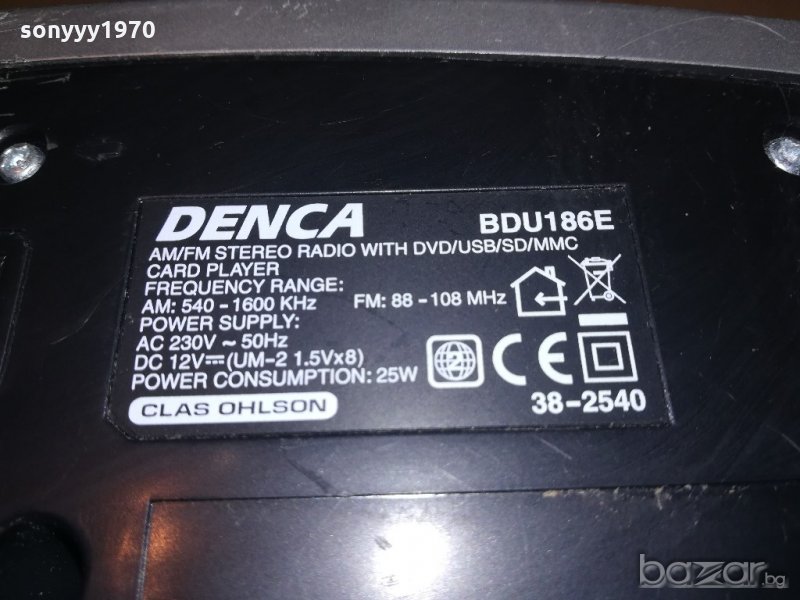 sonyyy1970
DENCA BDU186E
AM/FM STEREO RADIO WITH DVD/USB/SD/MMC
CARD PLAYER
FREQUENCY RANGE:
AM: 540 - 1600 KHz FM: 88 - 108 MHz
POWER SUPPLY:
AC 230V ~ 50Hz
DC 12V⎓(UM-2 1.5Vx8)
POWER CONSUMPTION: 25W
2 CE
CLAS OHLSON 38-2540
bazar.bg